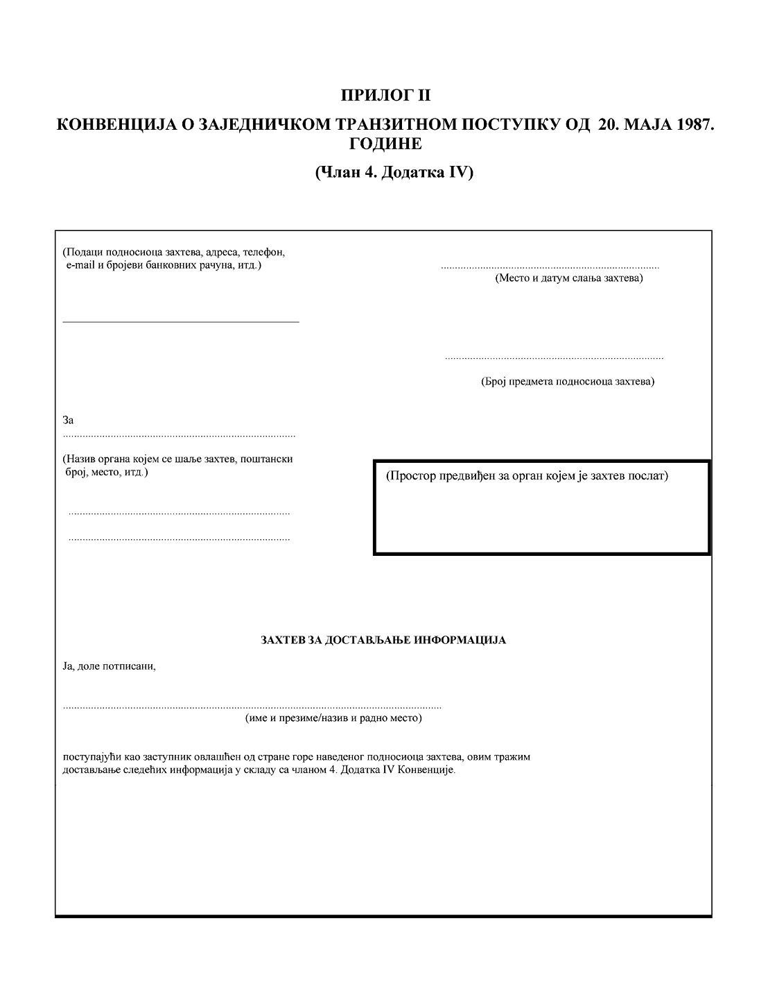 ПРИЛОГ II
КОНВЕНЦИЈА О ЗАЈЕДНИЧКОМ ТРАНЗИТНОМ ПОСТУПКУ ОД 20. МАЈА 1987.
ГОДИНЕ
(Члан 4. Додатка IV)
(Подаци подносиоца захтева, адреса, телефон,
e-mail и бројеви банковних рачуна, итд.)
(Место и датум слања захтева)
(Број предмета подносиоца захтева)
За
(Назив органа којем се шаље захтев, поштански
број, место, итд.)
(Простор предвиђен за орган којем је захтев послат)
ЗАХТЕВ ЗА ДОСТАВЉАЊЕ ИНФОРМАЦИЈА
Ја, доле потписани,
(име и презиме/назив и радно место)
поступајући као заступник овлашћен од стране горе наведеног подносиоца захтева, овим тражим
достављање следећих информација у складу са чланом 4. Додатка IV Конвенције.